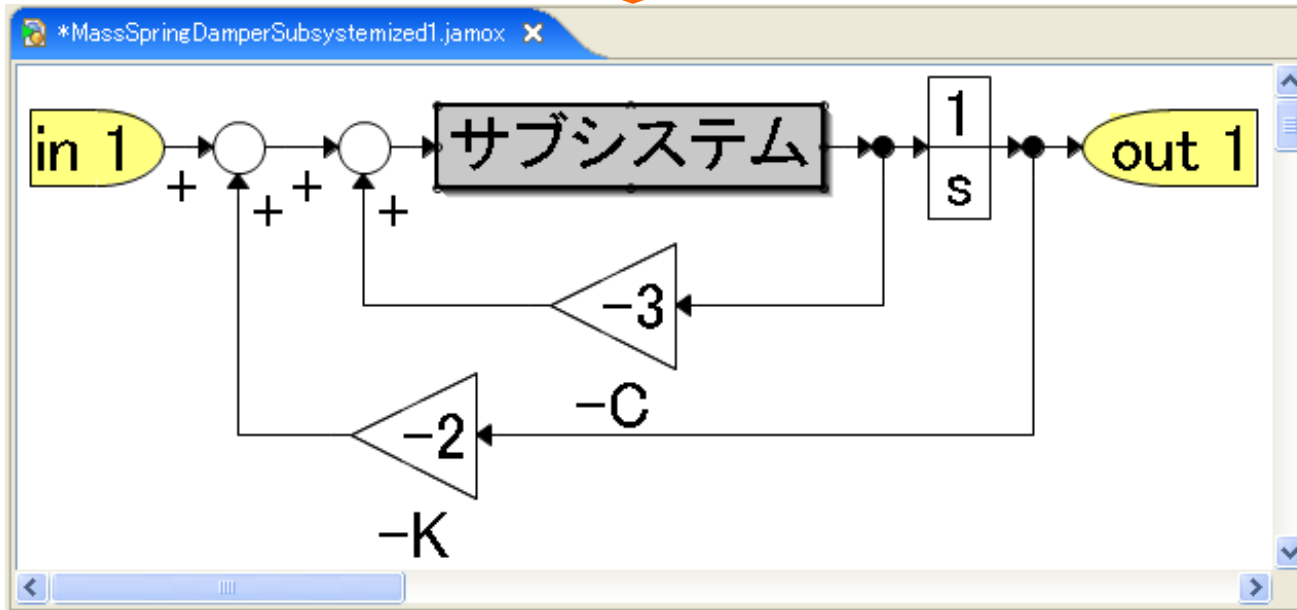 *MassSpringDamperSubsystemized1.jamox
in 1
+
+
+
+
サブシステム
1
s
out 1
-3
-C
-2
-K